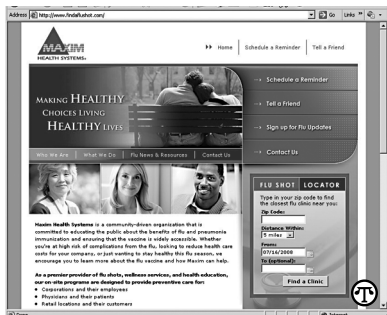 Address http://www.findaflushot.com/ Go Links
MAXIM
HEALTH SYSTEMS
Home Schedule a Reminder Tell a Friend
MAKING HEALTHY
CHOICES LIVING
HEALTHY LIVES
Schedule a Reminder
Tell a Friend
Sign up for Flu Updates
Contact Us
Who We Are What We Do Flu News & Resources Contact Us
Maxim Health Systems is a community-driven organization that is
committed to educating the public about the benefits of flu and pneumonia
immunization and ensuring that the vaccine is widely accessible. Whether
you're at high risk of complications from the flu, looking to reduce health care
costs for your company, or just wanting to stay healthy this flu season, we
encourage you to learn more about the flu vaccine and how Maxim can help.
As a premier provider of flu shots, wellness services, and health education,
our on-site programs are designed to provide preventive care for:
Corporations and their employees
Physicians and their patients
Retail locations and their customers
FLU SHOT LOCATOR
Type in your zip code to find
the closest flu clinic near you:
Zip Code:
Distance Within:
5 miles
From:
07/16/2008
To (optional):
Find a Clinic
Internet